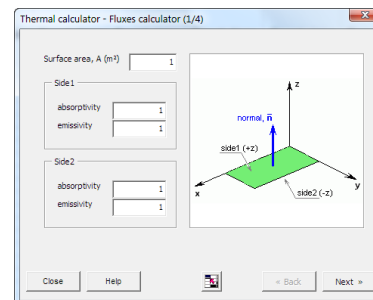 Thermal calculator - Fluxes calculator (1/4)
Surface area, A (m²) 1
Side1
absorptivity 1
emissivity 1
Side2
absorptivity 1
emissivity 1
z
normal, n̄
side1 (+z)
side2 (-z)
x
y
Close Help < Back Next »